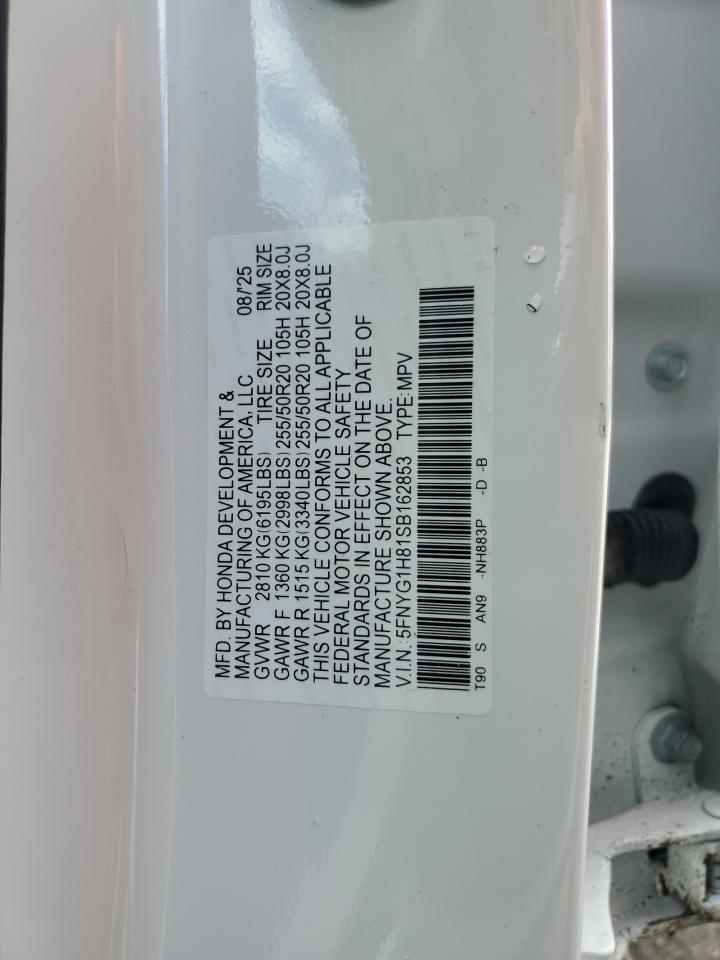 MFD. BY HONDA DEVELOPMENT &
MANUFACTURING OF AMERICA, LLC 08/'25
GVWR 2810 KG(6195LBS) TIRE SIZE RIM SIZE
GAWR F 1360 KG(2998LBS) 255/50R20 105H 20X8.0J
GAWR R 1515 KG(3340LBS) 255/50R20 105H 20X8.0J
THIS VEHICLE CONFORMS TO ALL APPLICABLE
FEDERAL MOTOR VEHICLE SAFETY
STANDARDS IN EFFECT ON THE DATE OF
MANUFACTURE SHOWN ABOVE.
V.I.N.:5FNYG1H81SB162853 TYPE:MPV
T90 S AN9 -NH883P -D -B